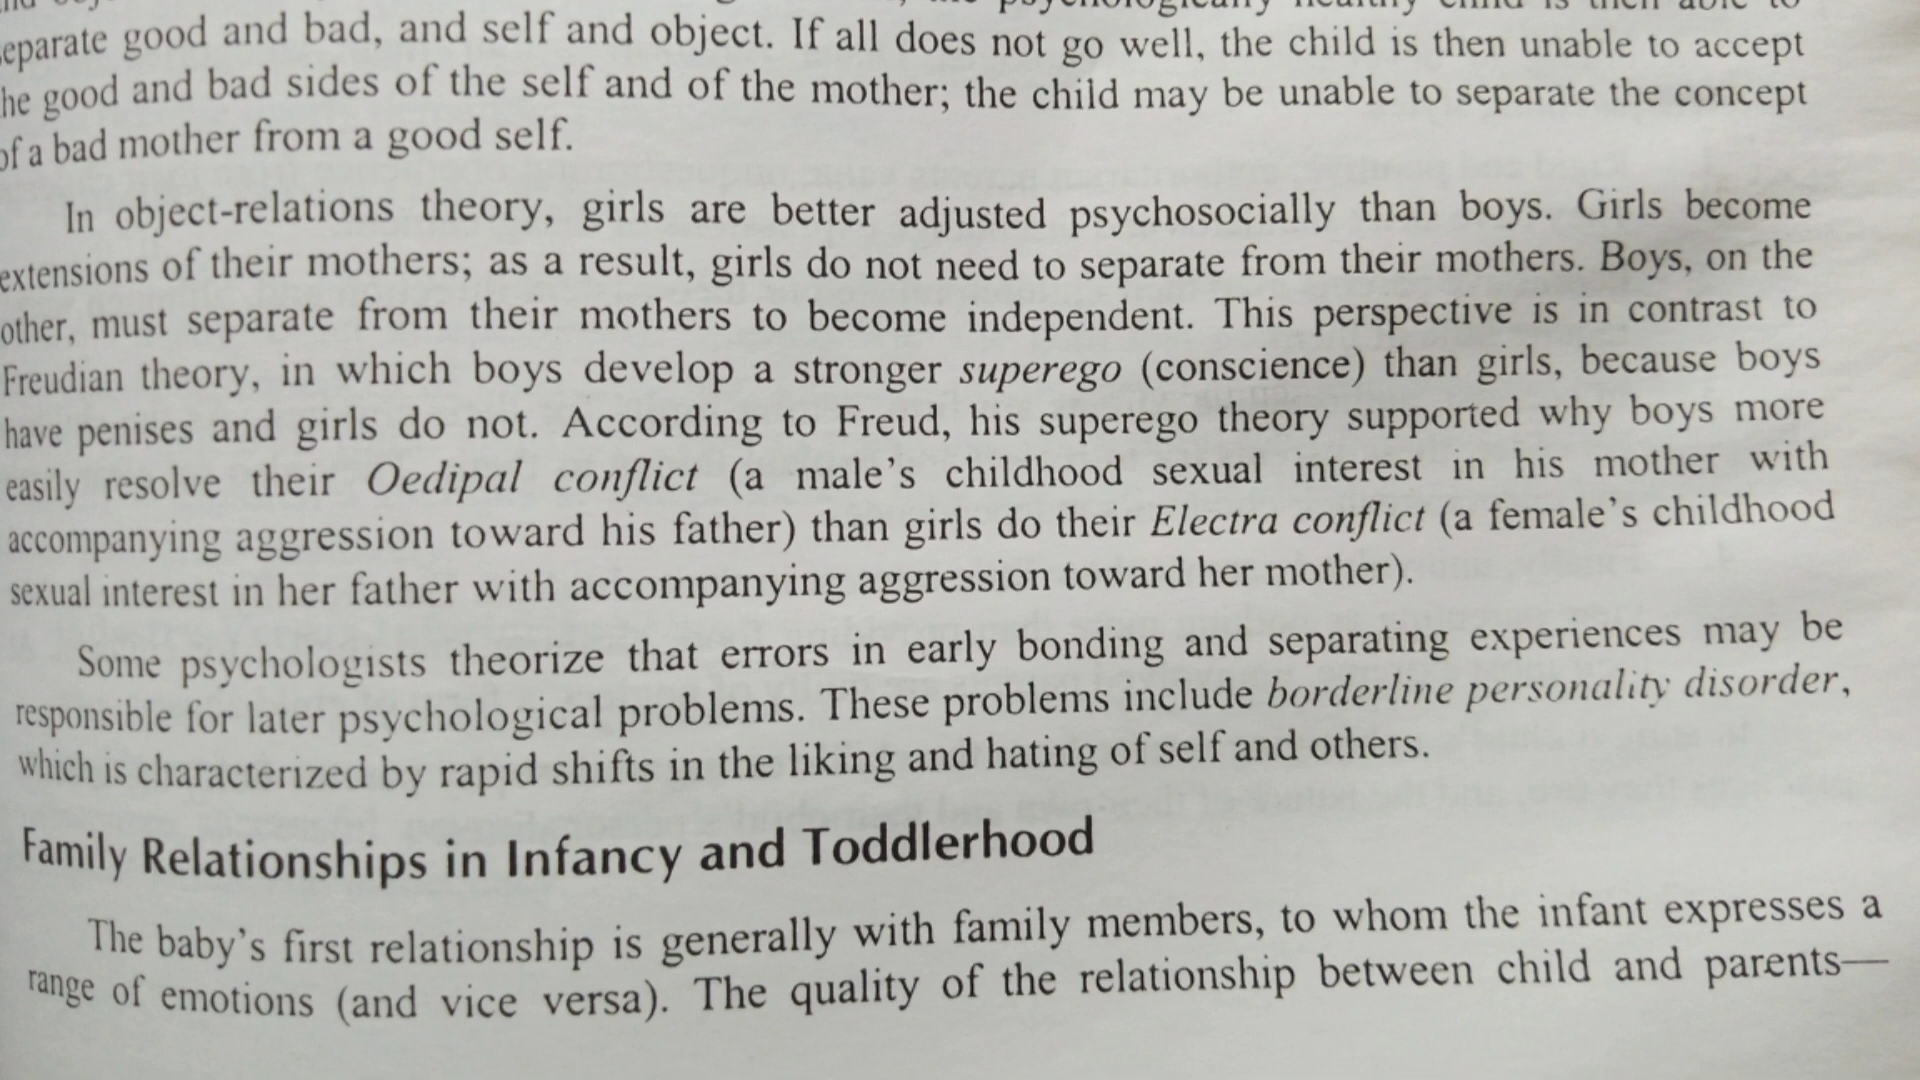 psychologically healthy child is then able to
separate good and bad, and self and object. If all does not go well, the child is then unable to accept
he good and bad sides of the self and of the mother; the child may be unable to separate the concept
of a bad mother from a good self.
In object-relations theory, girls are better adjusted psychosocially than boys. Girls become
extensions of their mothers; as a result, girls do not need to separate from their mothers. Boys, on the
other, must separate from their mothers to become independent. This perspective is in contrast to
Freudian theory, in which boys develop a stronger superego (conscience) than girls, because boys
have penises and girls do not. According to Freud, his superego theory supported why boys more
easily resolve their Oedipal conflict (a male's childhood sexual interest in his mother with
accompanying aggression toward his father) than girls do their Electra conflict (a female's childhood
sexual interest in her father with accompanying aggression toward her mother).
Some psychologists theorize that errors in early bonding and separating experiences may be
responsible for later psychological problems. These problems include borderline personality disorder,
which is characterized by rapid shifts in the liking and hating of self and others.
Family Relationships in Infancy and Toddlerhood
The baby's first relationship is generally with family members, to whom the infant expresses a
range of emotions (and vice versa). The quality of the relationship between child and parents—